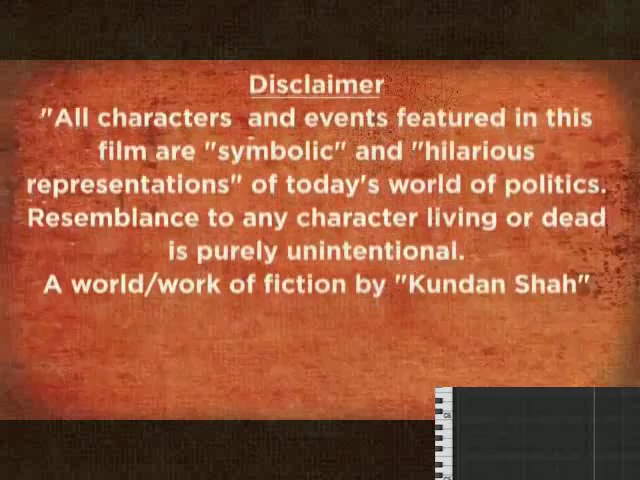 Disclaimer
"All characters and events featured in this
film are "symbolic" and "hilarious
representations" of today's world of politics.
Resemblance to any character living or dead
is purely unintentional.
A world/work of fiction by "Kundan Shah"
C6